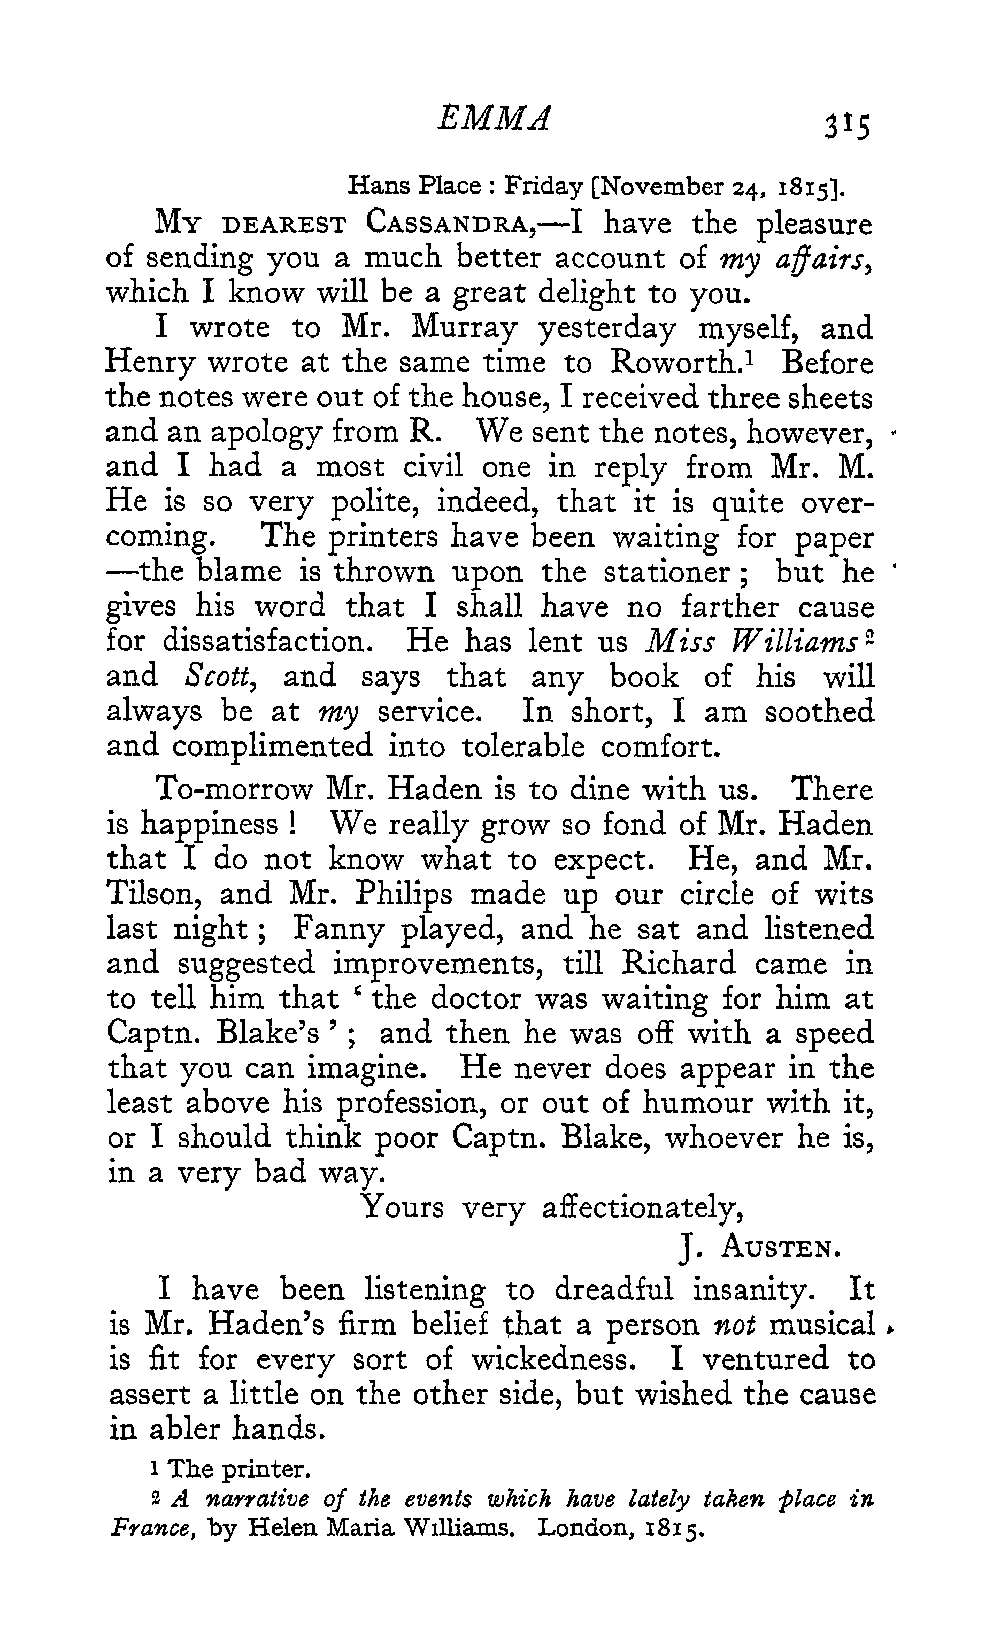 EMMA 315
Hans Place : Friday [November 24, 1815].
MY DEAREST CASSANDRA,—I have the pleasure
of sending you a much better account of my affairs,
which I know will be a great delight to you.
I wrote to Mr. Murray yesterday myself, and
Henry wrote at the same time to Roworth.¹ Before
the notes were out of the house, I received three sheets
and an apology from R. We sent the notes, however,
and I had a most civil one in reply from Mr. M.
He is so very polite, indeed, that it is quite over-
coming. The printers have been waiting for paper
—the blame is thrown upon the stationer ; but he
gives his word that I shall have no farther cause
for dissatisfaction. He has lent us Miss Williams²
and Scott, and says that any book of his will
always be at my service. In short, I am soothed
and complimented into tolerable comfort.
To-morrow Mr. Haden is to dine with us. There
is happiness ! We really grow so fond of Mr. Haden
that I do not know what to expect. He, and Mr.
Tilson, and Mr. Philips made up our circle of wits
last night ; Fanny played, and he sat and listened
and suggested improvements, till Richard came in
to tell him that ‘ the doctor was waiting for him at
Captn. Blake’s ’ ; and then he was off with a speed
that you can imagine. He never does appear in the
least above his profession, or out of humour with it,
or I should think poor Captn. Blake, whoever he is,
in a very bad way.
Yours very affectionately,
J. AUSTEN.
I have been listening to dreadful insanity. It
is Mr. Haden’s firm belief that a person not musical
is fit for every sort of wickedness. I ventured to
assert a little on the other side, but wished the cause
in abler hands.
¹ The printer.
² A narrative of the events which have lately taken place in
France, by Helen Maria Williams. London, 1815.